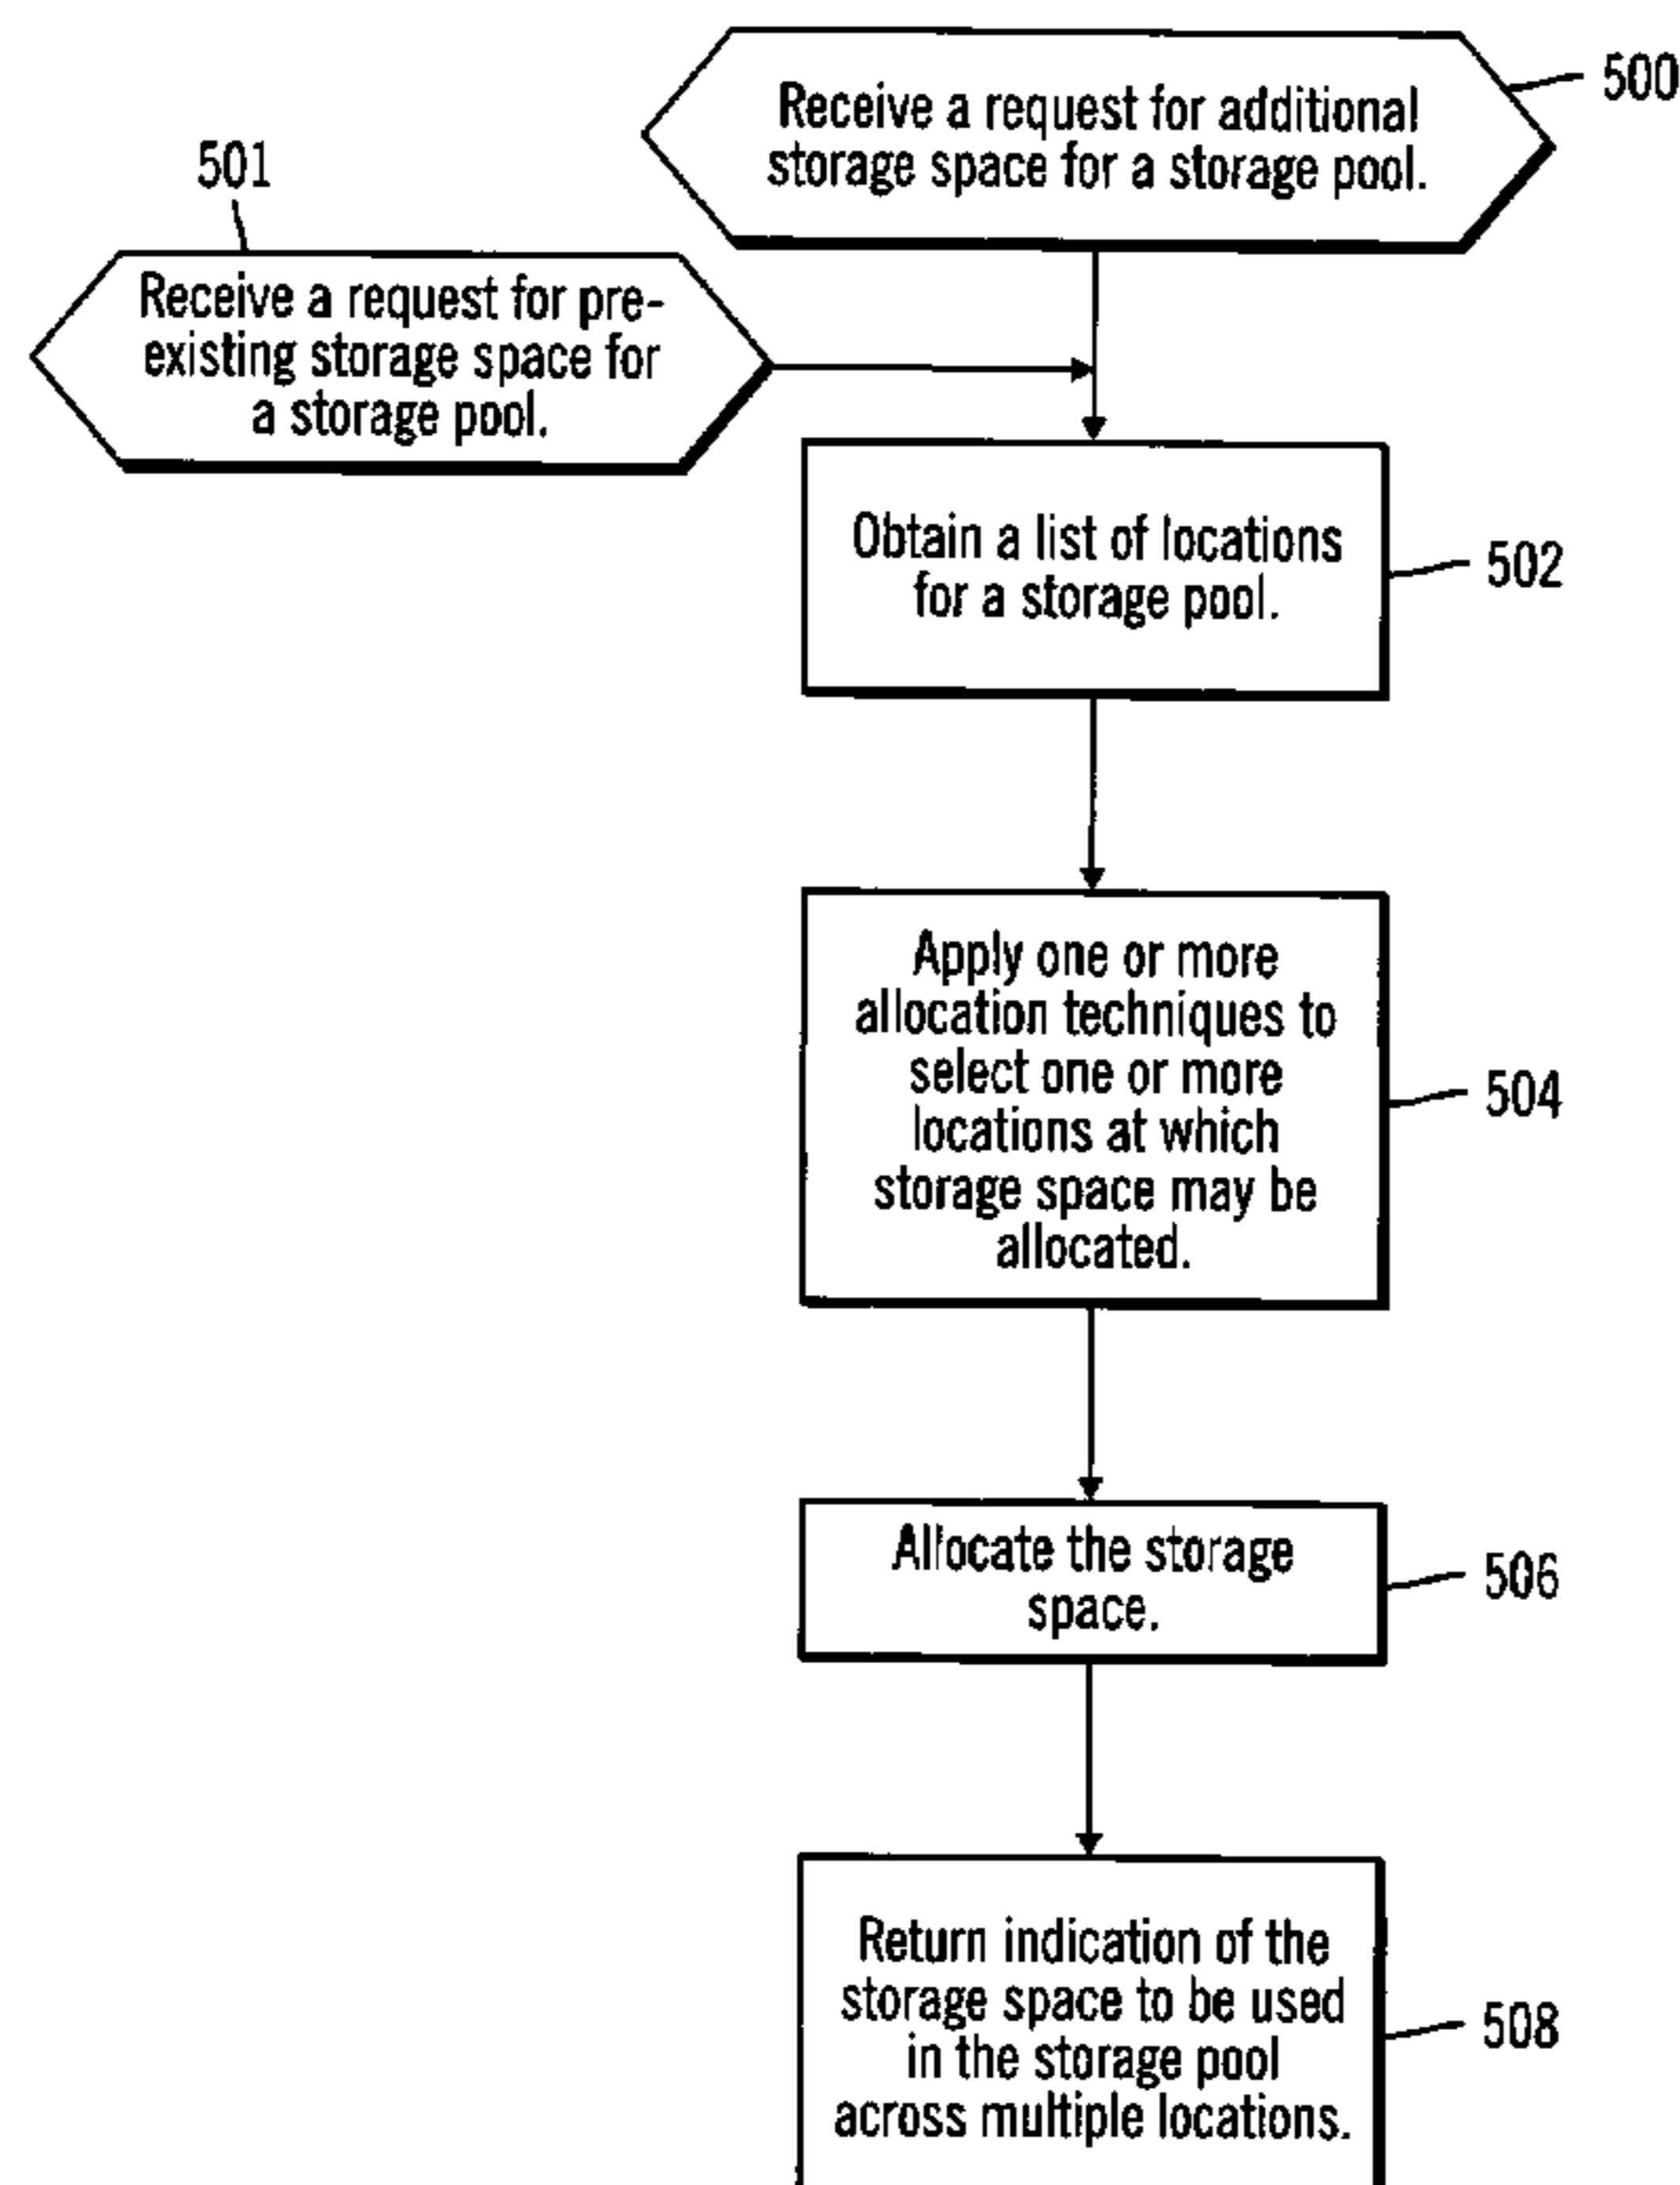 Receive a request for additional
storage space for a storage pool.
500
501
Receive a request for pre-
existing storage space for
a storage pool.
Obtain a list of locations
for a storage pool.
502
Apply one or more
allocation techniques to
select one or more
locations at which
storage space may be
allocated.
504
Allocate the storage
space.
506
Return indication of the
storage space to be used
in the storage pool
across multiple locations.
508